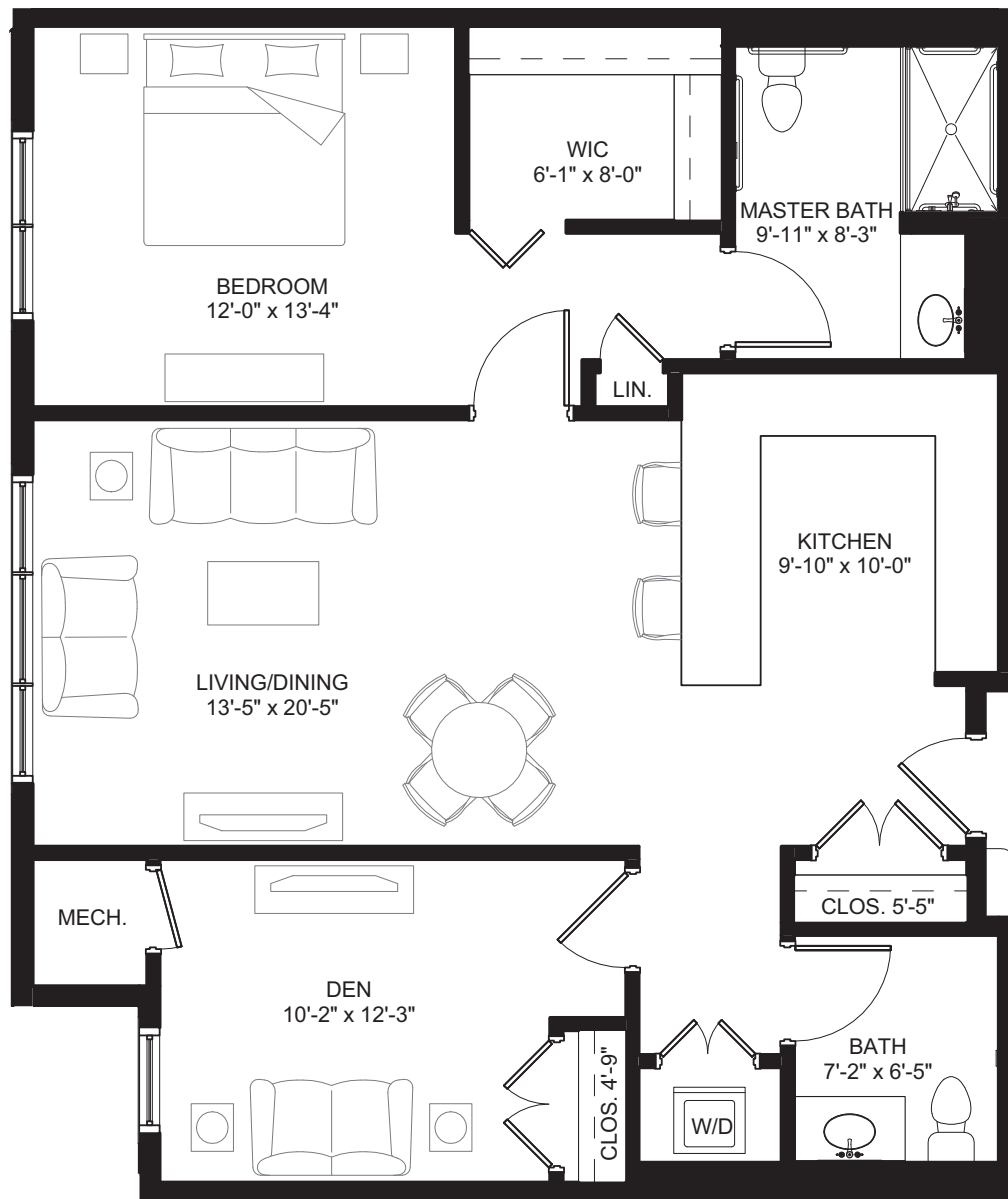 WIC
6'-1" x 8'-0"
MASTER BATH
9'-11" x 8'-3"
BEDROOM
12'-0" x 13'-4"
LIN.
KITCHEN
9'-10" x 10'-0"
LIVING/DINING
13'-5" x 20'-5"
MECH.
CLOS. 5'-5"
DEN
10'-2" x 12'-3"
BATH
7'-2" x 6'-5"
CLOS. 4'-9"
W/D